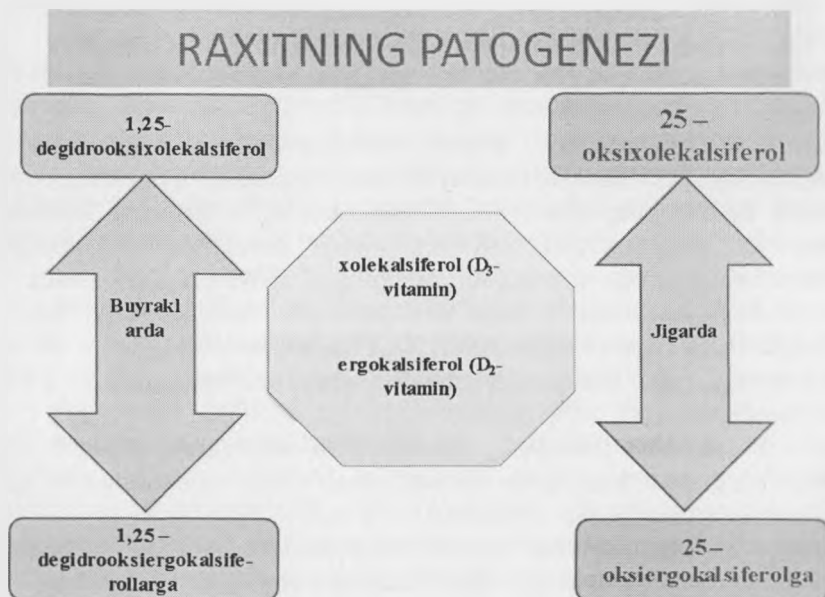 RAXITNING PATOGENEZI
1,25-
degidrooksixolekalsiferol
25 –
oksixolekalsiferol
xolekalsiferol (D₃-
vitamin)
Buyrakl
arda
Jigarda
ergokalsiferol (D₂-
vitamin)
1,25 –
degidrooksiergokalsife-
rollarga
25 –
oksiergokalsiferolga